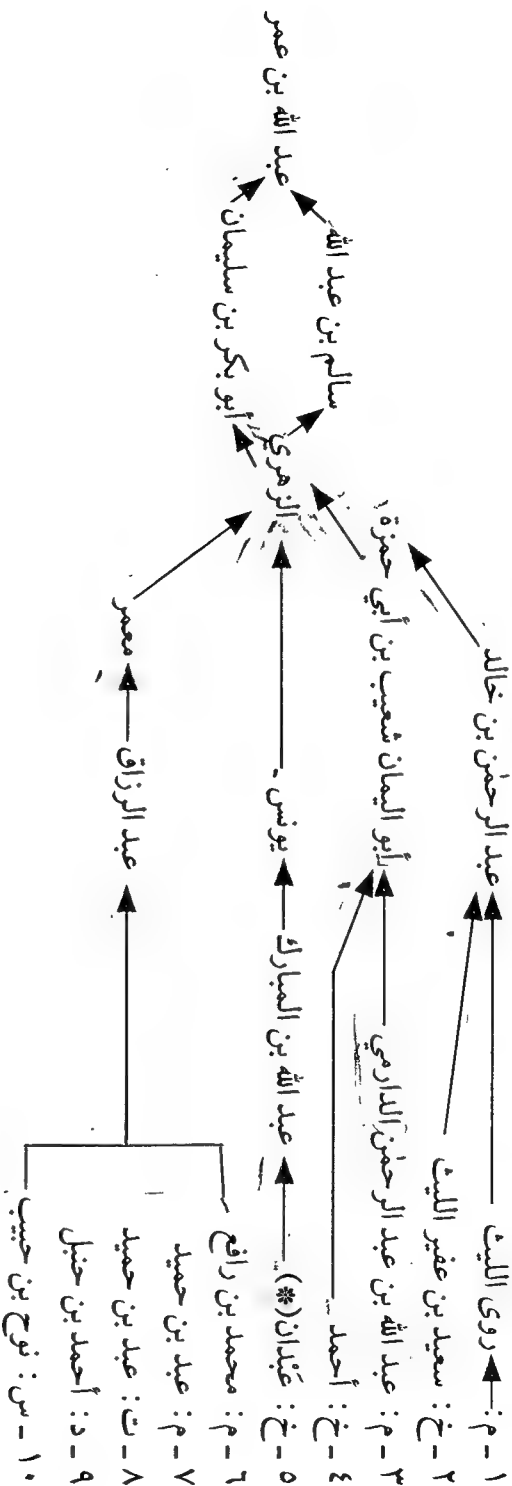 ١ - م : روى الليث عبد الرحمٰن بن خالد
٢ - خ : سعيد بن عفير الليث
٣ - م : عبد الله بن عبد الرحمٰن الدارمي أبو اليمان شعيب بن أبي حمزة
٤ - خ : أحمد
٥ - خ : عَبْدان (*) عبد الله بن المبارك يونس الزهري
٦ - م : محمد بن رافع
٧ - م : عبد بن حميد
٨ - ت : عبد بن حميد
٩ - د : أحمد بن حنبل
١٠ - س : نوح بن حبيب
عبد الرزاق معمر
سالم بن عبد الله
أبو بكر بن سليمان
عبد الله بن عمر